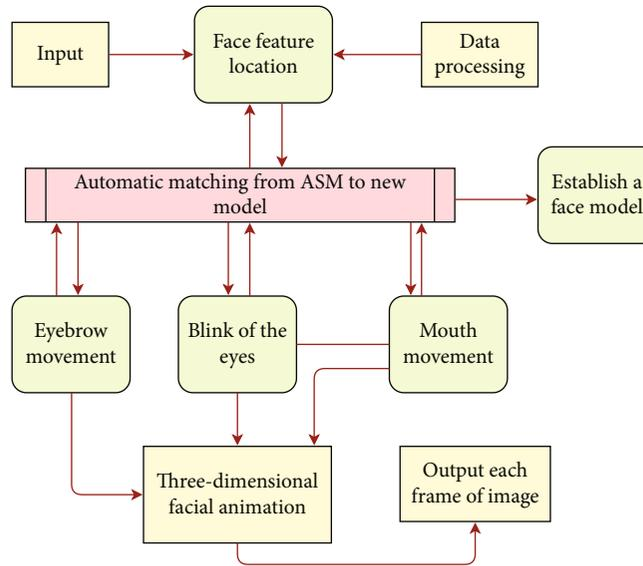 Input
Face feature
location
Data
processing
Automatic matching from ASM to new
model
Establish a
face model
Eyebrow
movement
Blink of the
eyes
Mouth
movement
Three-dimensional
facial animation
Output each
frame of image